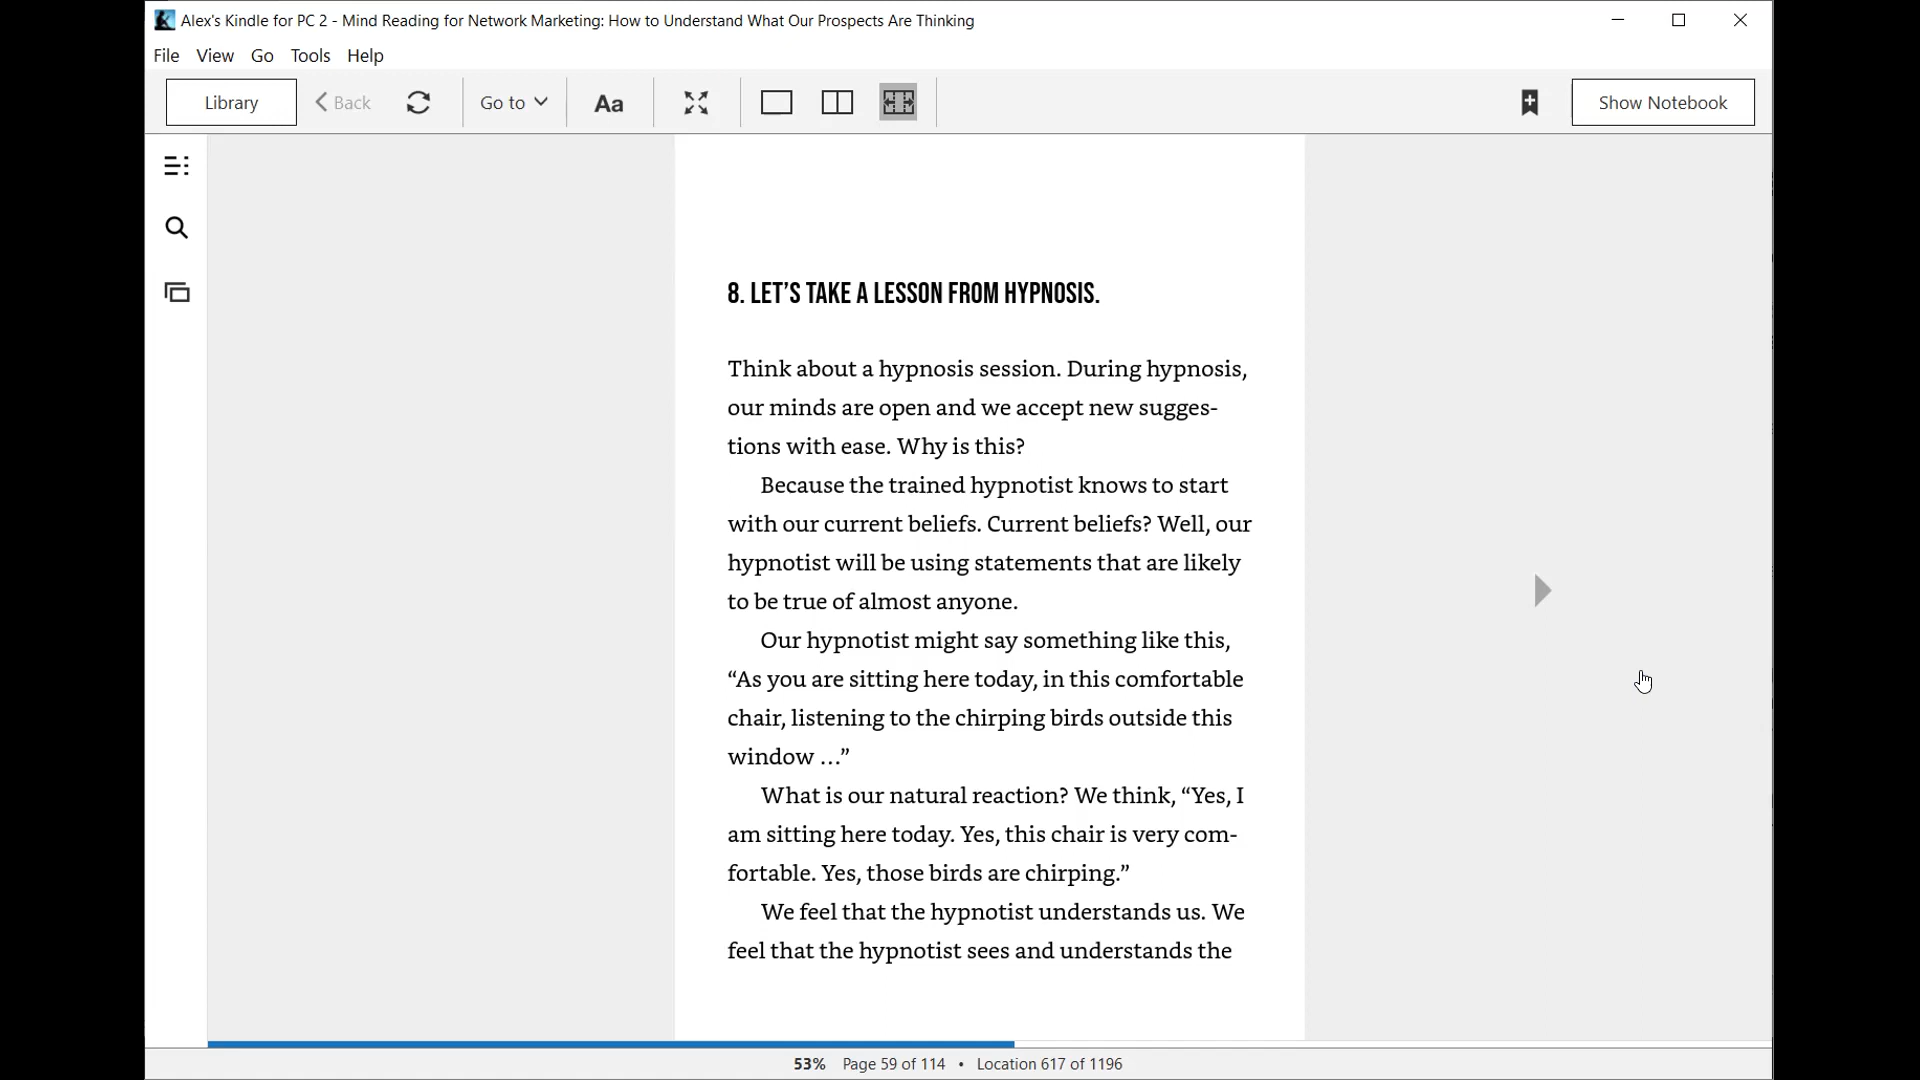 Alex's Kindle for PC 2 - Mind Reading for Network Marketing: How to Understand What Our Prospects Are Thinking
File View Go Tools Help
Library Back Go to Aa Show Notebook
8. LET’S TAKE A LESSON FROM HYPNOSIS.
Think about a hypnosis session. During hypnosis,
our minds are open and we accept new sugges-
tions with ease. Why is this?
Because the trained hypnotist knows to start
with our current beliefs. Current beliefs? Well, our
hypnotist will be using statements that are likely
to be true of almost anyone.
Our hypnotist might say something like this,
“As you are sitting here today, in this comfortable
chair, listening to the chirping birds outside this
window …”
What is our natural reaction? We think, “Yes, I
am sitting here today. Yes, this chair is very com-
fortable. Yes, those birds are chirping.”
We feel that the hypnotist understands us. We
feel that the hypnotist sees and understands the
53% Page 59 of 114 • Location 617 of 1196